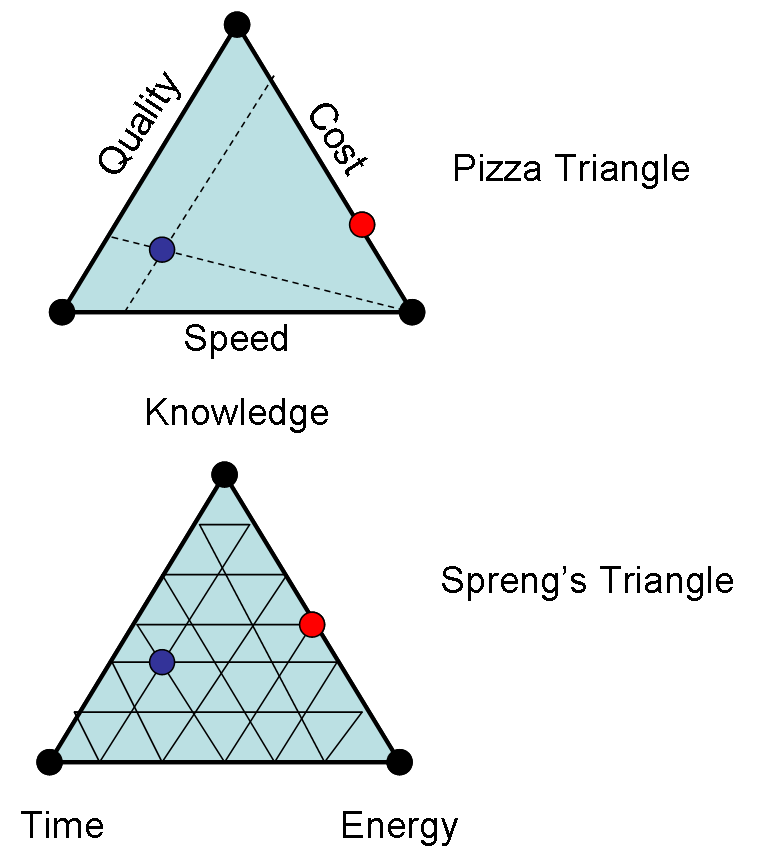 Quality
Cost
Pizza Triangle
Speed
Knowledge
Spreng’s Triangle
Time
Energy